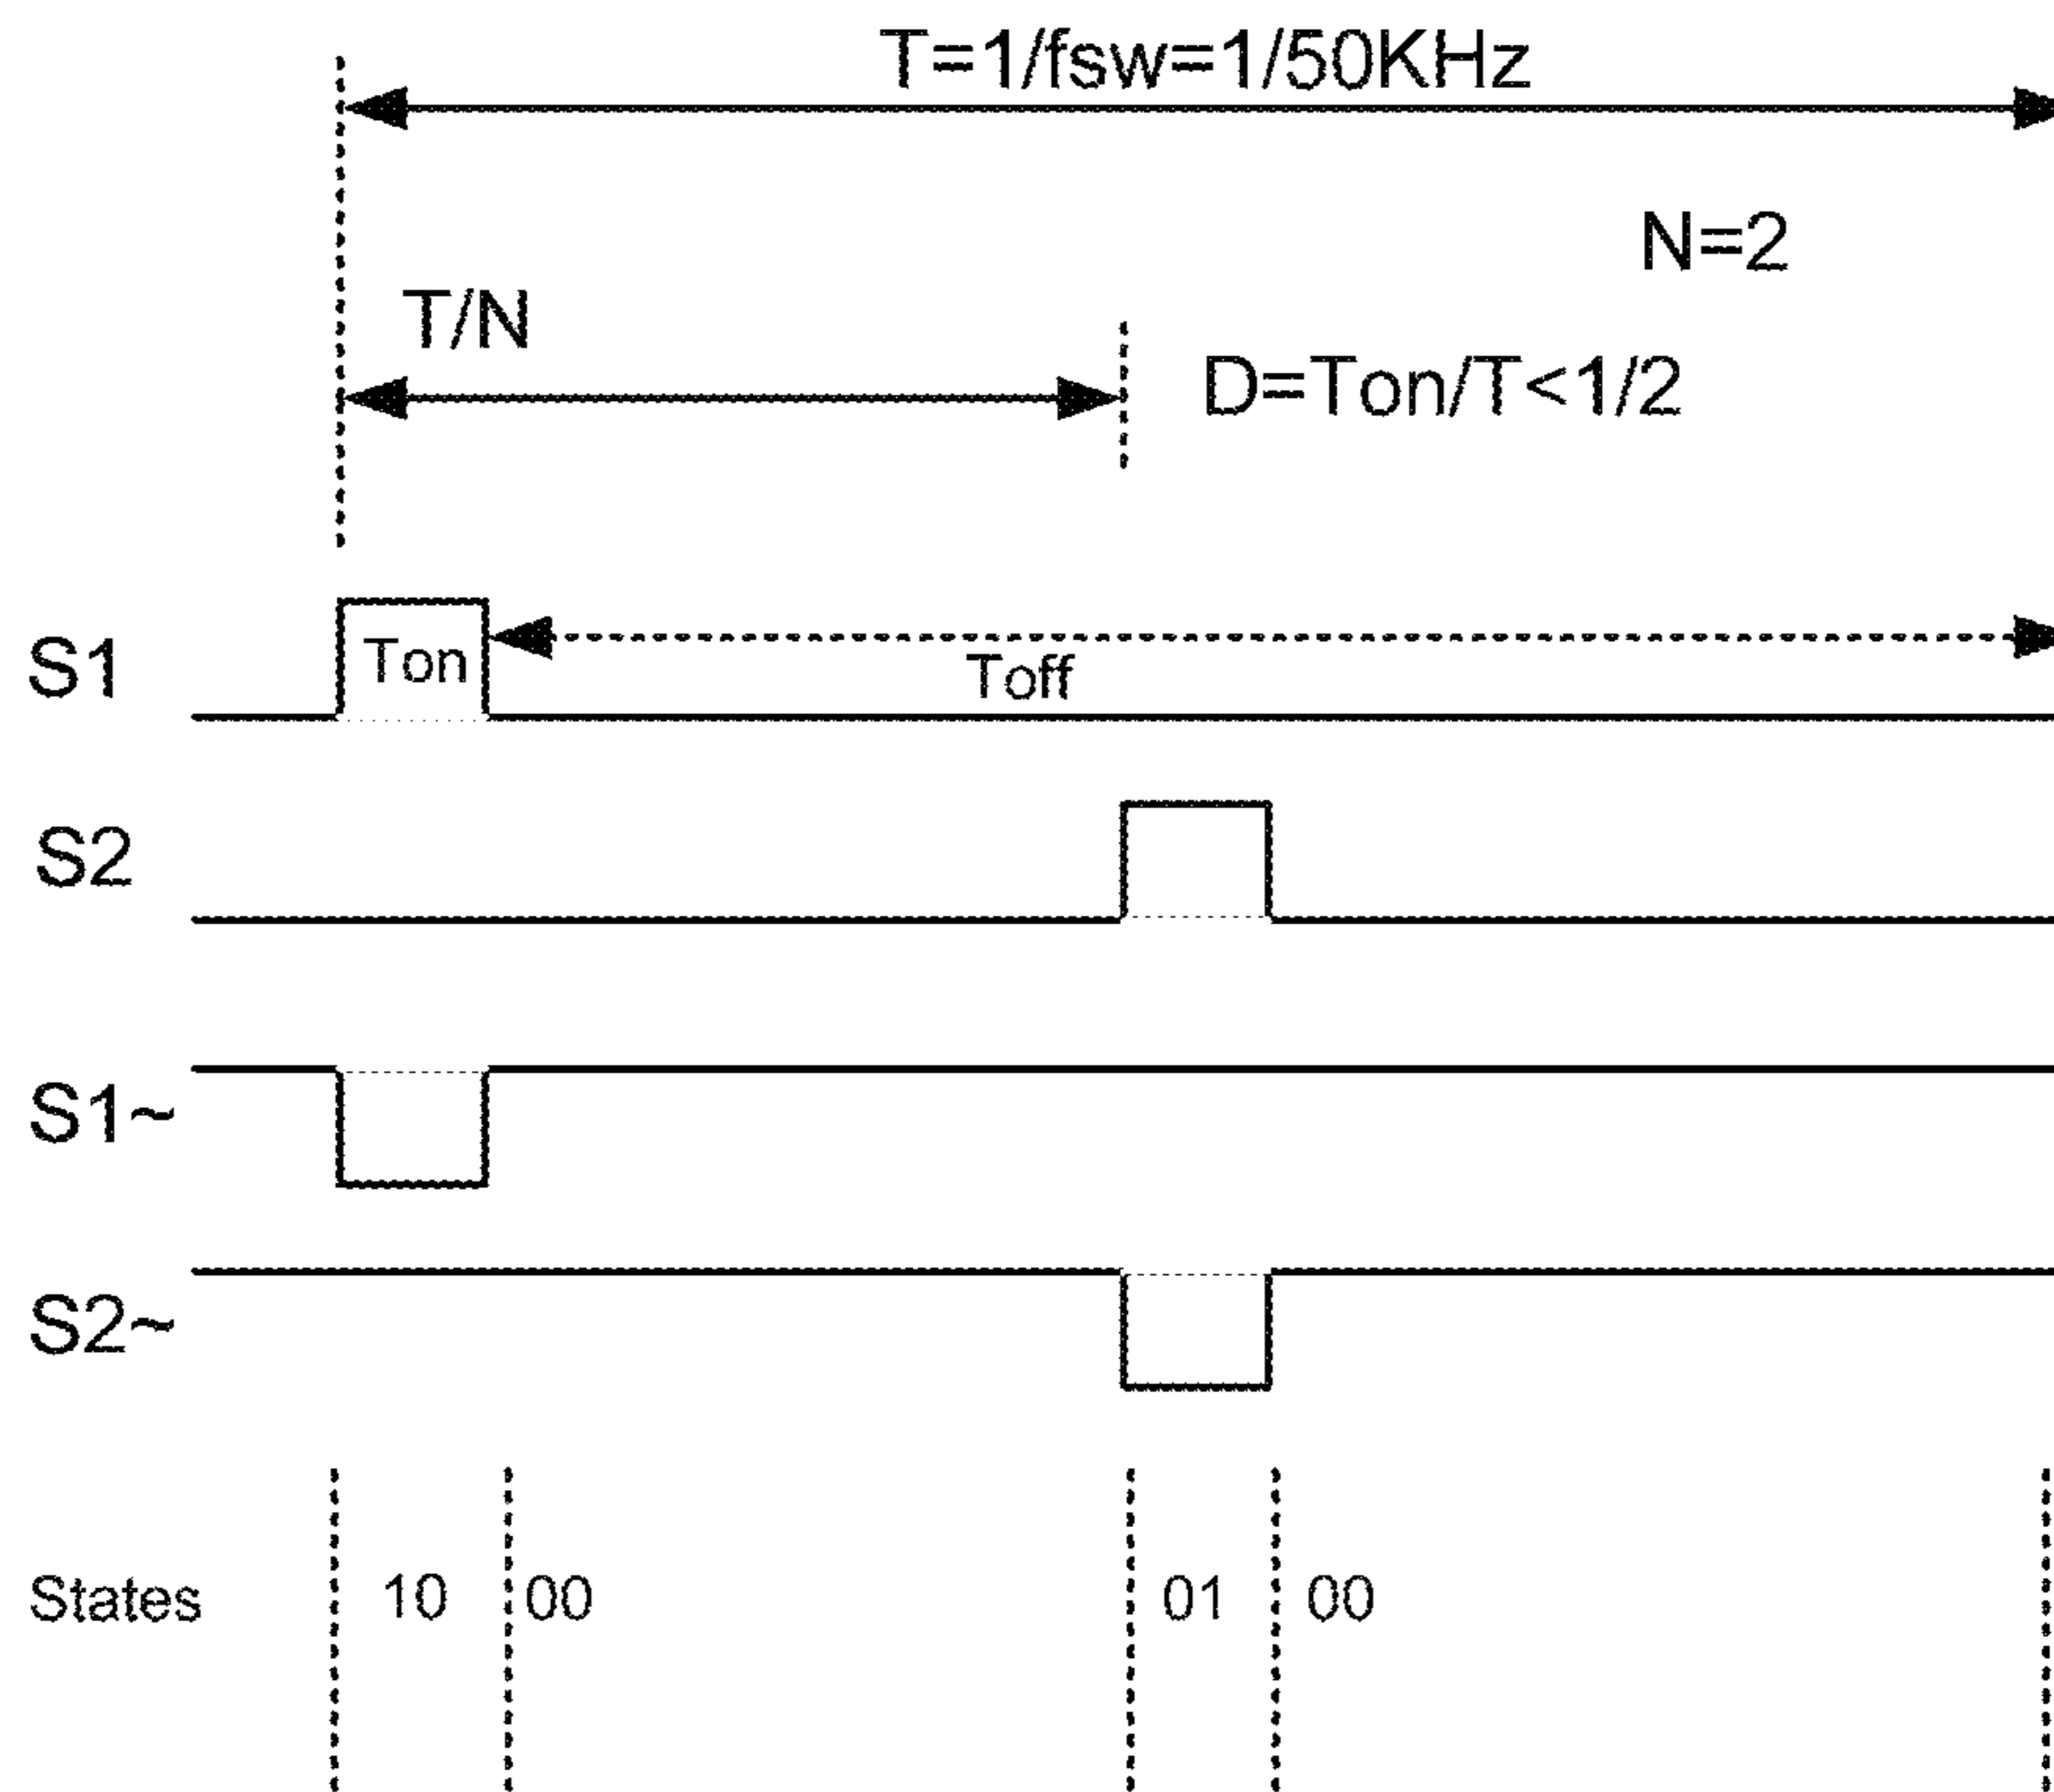 T=1/fsw=1/50KHz
N=2
T/N
D=Ton/T<1/2
S1 Ton Toff
S2
S1~
S2~
States 10 00 01 00